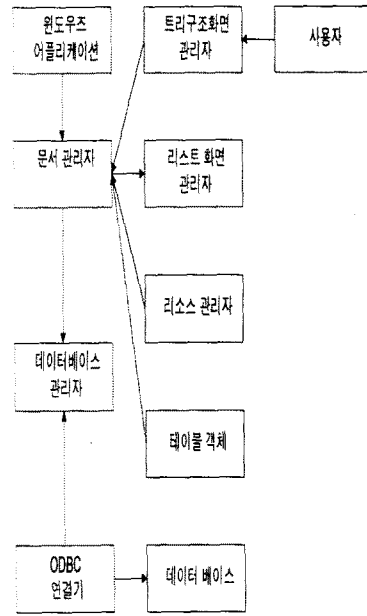 윈도우즈
어플리케이션
트리구조화면
관리자
사용자
문서 관리자
리스트 화면
관리자
리소스 관리자
데이터베이스
관리자
테이블 객체
ODBC
연결기
데이터 베이스